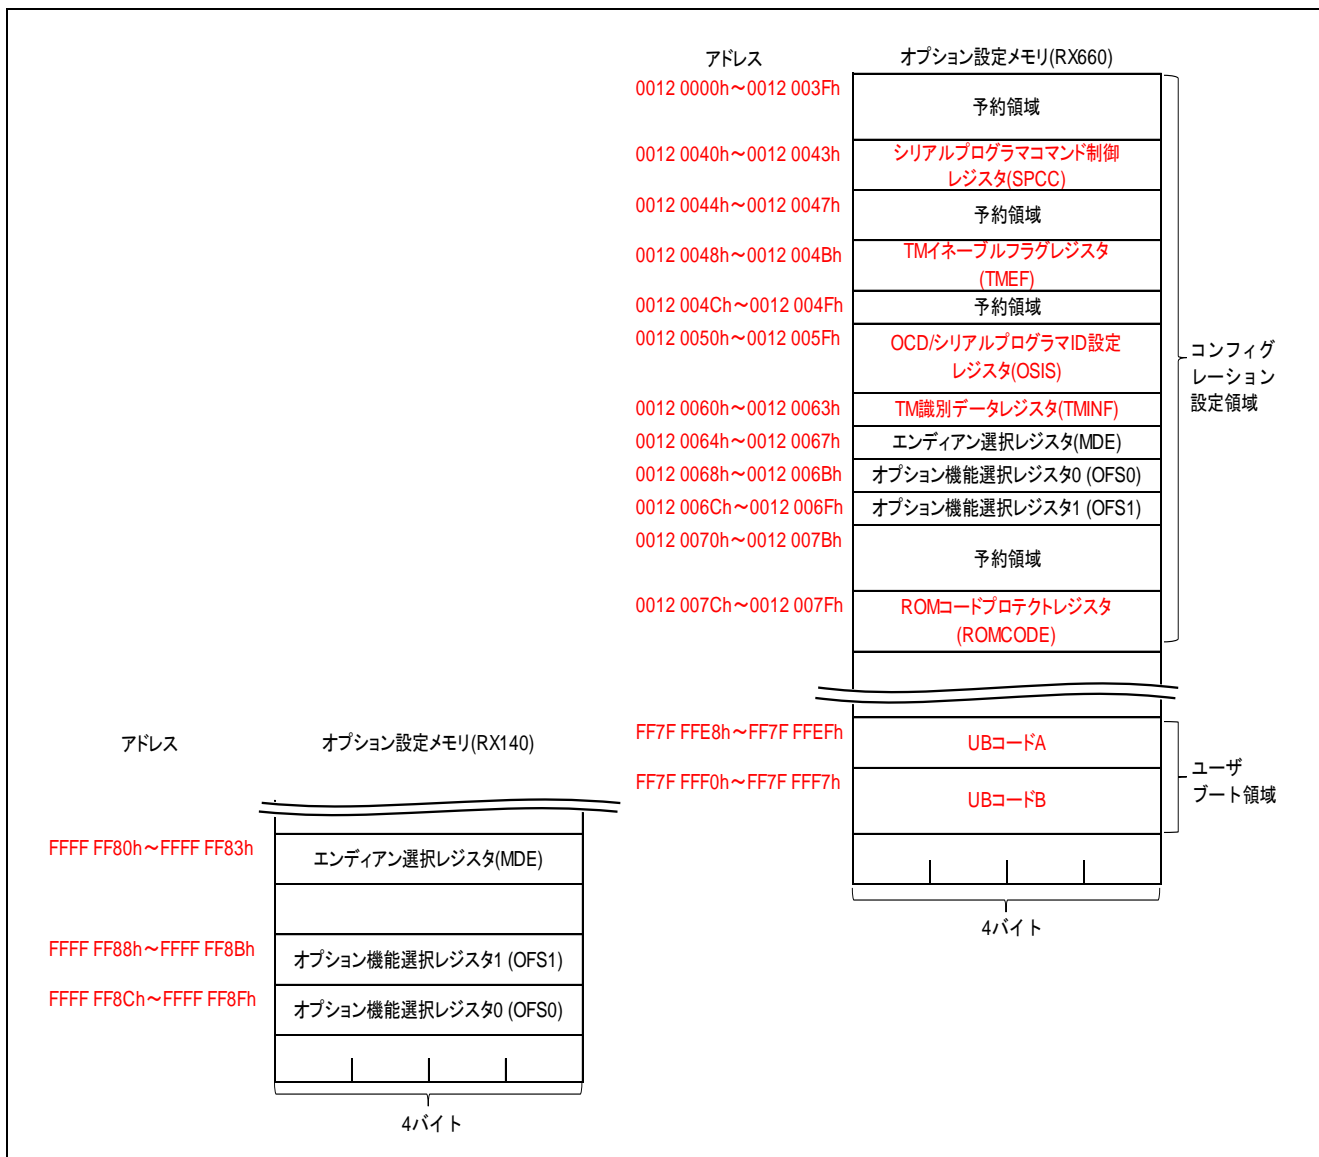 アドレス
オプション設定メモリ(RX660)
0012 0000h～0012 003Fh
予約領域
0012 0040h～0012 0043h
シリアルプログラマコマンド制御
レジスタ(SPCC)
0012 0044h～0012 0047h
予約領域
0012 0048h～0012 004Bh
TMイネーブルフラグレジスタ
(TMEF)
0012 004Ch～0012 004Fh
予約領域
0012 0050h～0012 005Fh
OCD/シリアルプログラマID設定
レジスタ(OSIS)
0012 0060h～0012 0063h
TM識別データレジスタ(TMINF)
0012 0064h～0012 0067h
エンディアン選択レジスタ(MDE)
0012 0068h～0012 006Bh
オプション機能選択レジスタ0 (OFS0)
0012 006Ch～0012 006Fh
オプション機能選択レジスタ1 (OFS1)
0012 0070h～0012 007Bh
予約領域
0012 007Ch～0012 007Fh
ROMコードプロテクトレジスタ
(ROMCODE)
コンフィグ
レーション
設定領域
FF7F FFE8h～FF7F FFEFh
UBコードA
FF7F FFF0h～FF7F FFF7h
UBコードB
ユーザ
ブート領域
4バイト
アドレス
オプション設定メモリ(RX140)
FFFF FF80h～FFFF FF83h
エンディアン選択レジスタ(MDE)
FFFF FF88h～FFFF FF8Bh
オプション機能選択レジスタ1 (OFS1)
FFFF FF8Ch～FFFF FF8Fh
オプション機能選択レジスタ0 (OFS0)
4バイト